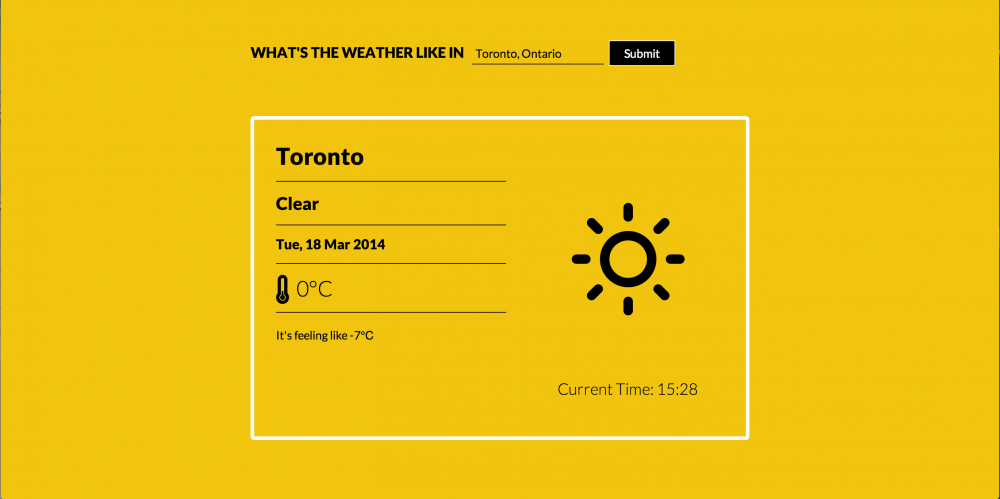 WHAT'S THE WEATHER LIKE IN Toronto, Ontario Submit
Toronto
Clear
Tue, 18 Mar 2014
0°C
It's feeling like -7°C
Current Time: 15:28